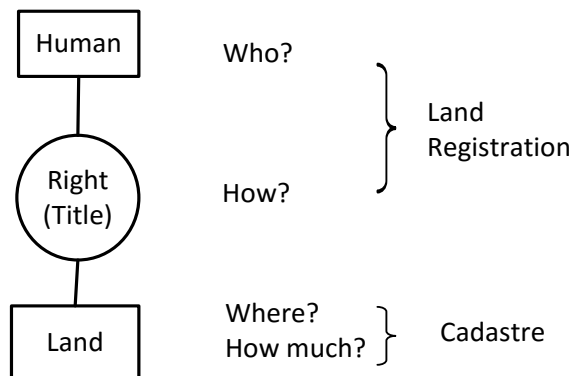 Human
Who?
Land
Registration
Right
(Title)
How?
Where?
How much?
Land
Cadastre